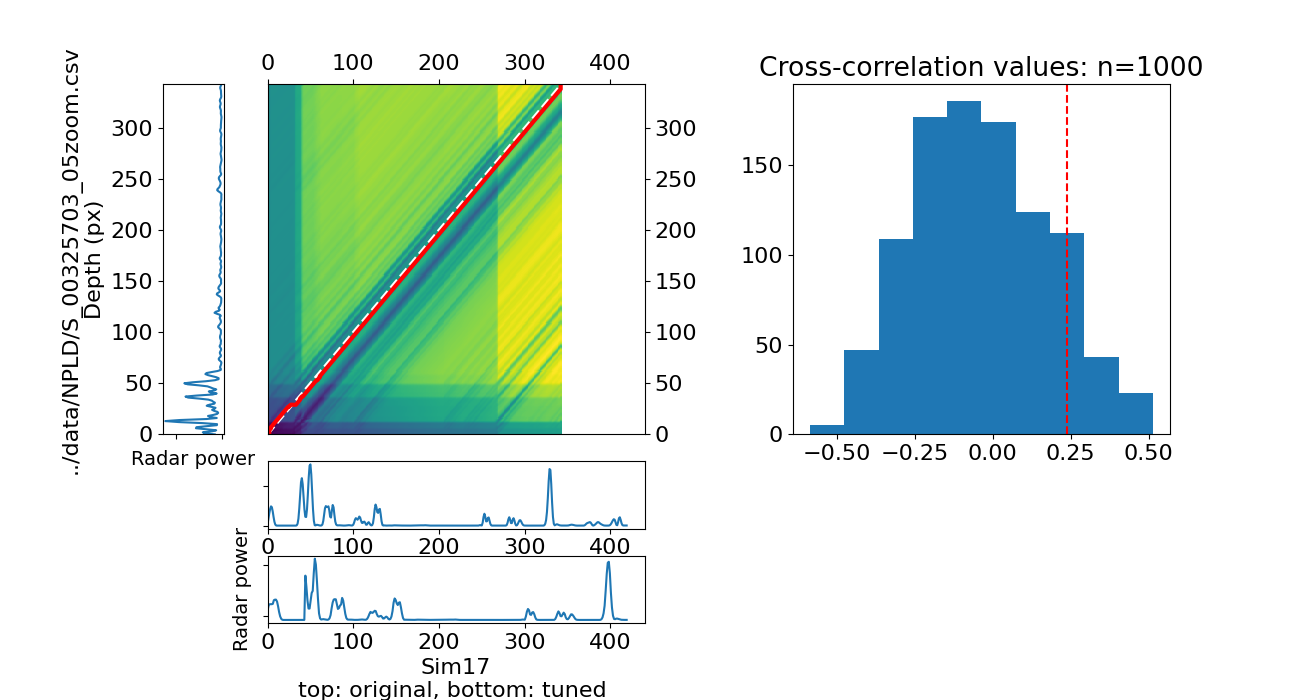 0 100 200 300 400
Cross-correlation values: n=1000
../data/NPLD/S_00325703_05zoom.csv
Depth (px)
300 250 200 150 100 50 0
300 250 200 150 100 50 0
150 100 50 0
−0.50 −0.25 0.00 0.25 0.50
Radar power
0 100 200 300 400
Radar power
0 100 200 300 400
Sim17
top: original, bottom: tuned